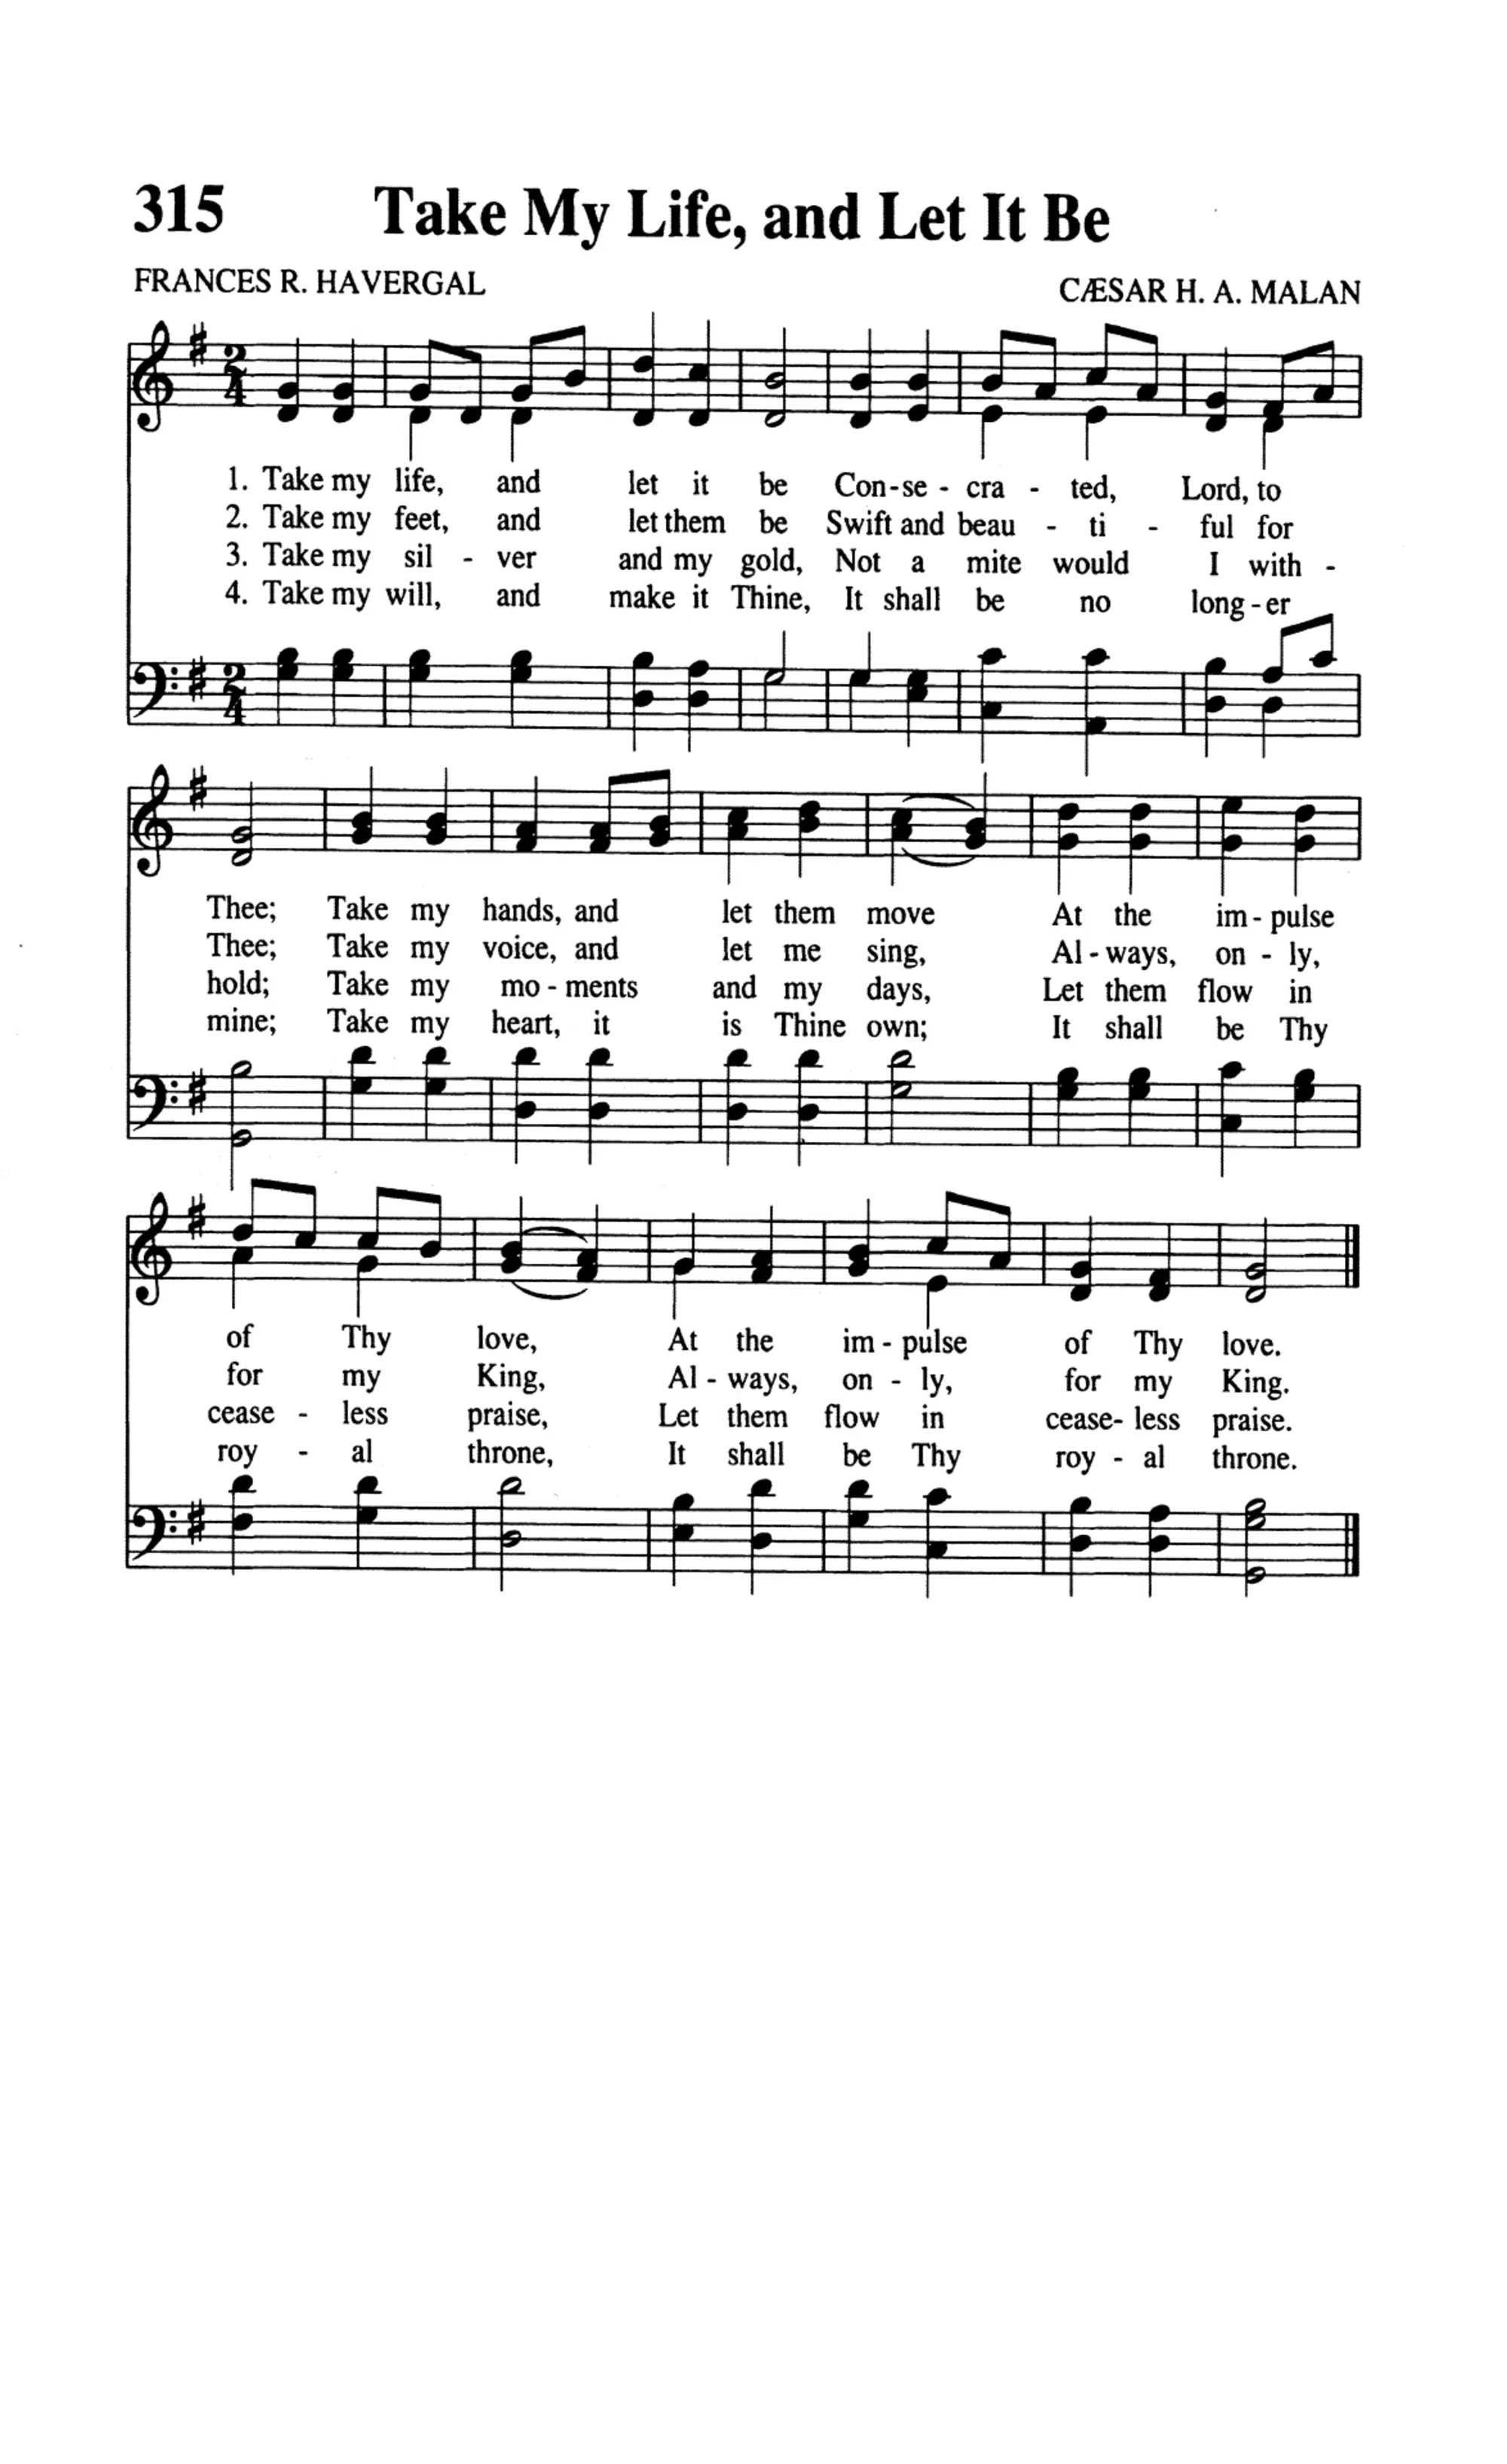 315 Take My Life, and Let It Be
FRANCES R. HAVERGAL CÆSAR H. A. MALAN
1. Take my life, and let it be Con-se - cra - ted, Lord, to
2. Take my feet, and let them be Swift and beau - ti - ful for
3. Take my sil - ver and my gold, Not a mite would I with -
4. Take my will, and make it Thine, It shall be no long-er
Thee; Take my hands, and let them move At the im - pulse
Thee; Take my voice, and let me sing, Al - ways, on - ly,
hold; Take my mo - ments and my days, Let them flow in
mine; Take my heart, it is Thine own; It shall be Thy
of Thy love, At the im - pulse of Thy love.
for my King, Al - ways, on - ly, for my King.
cease - less praise, Let them flow in cease- less praise.
roy - al throne, It shall be Thy roy - al throne.